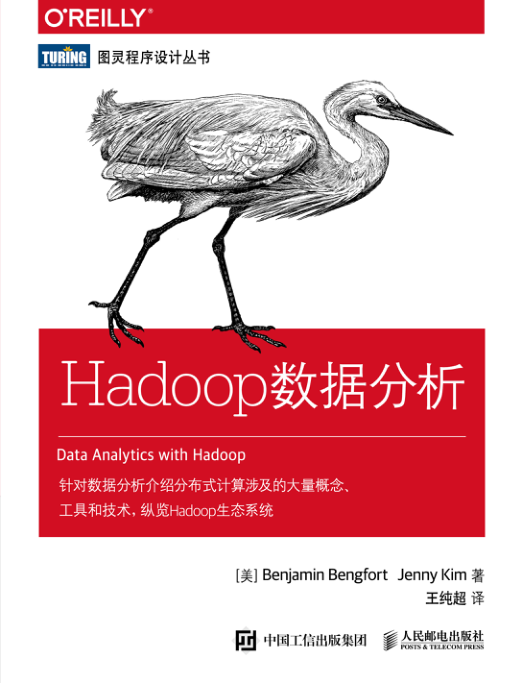 O'REILLY®
TURING 图灵程序设计丛书
Hadoop数据分析
Data Analytics with Hadoop
针对数据分析介绍分布式计算涉及的大量概念、
工具和技术，纵览Hadoop生态系统
[美] Benjamin Bengfort Jenny Kim 著
王纯超 译
中国工信出版集团 人民邮电出版社
POSTS & TELECOM PRESS